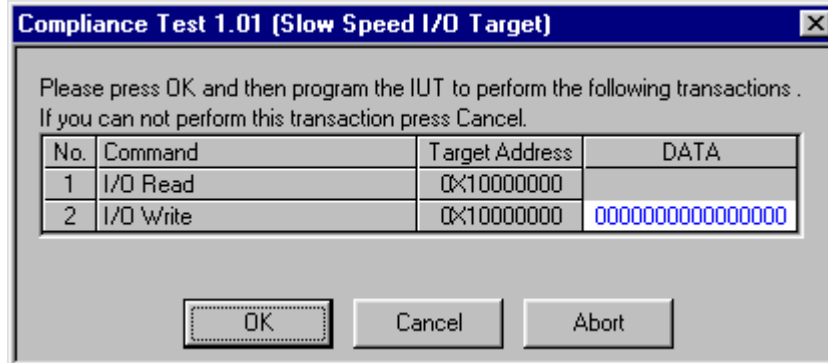 Compliance Test 1.01 (Slow Speed I/O Target)
Please press OK and then program the IUT to perform the following transactions .
If you can not perform this transaction press Cancel.
No. Command Target Address DATA
1 I/O Read 0X10000000
2 I/O Write 0X10000000 0000000000000000
OK Cancel Abort